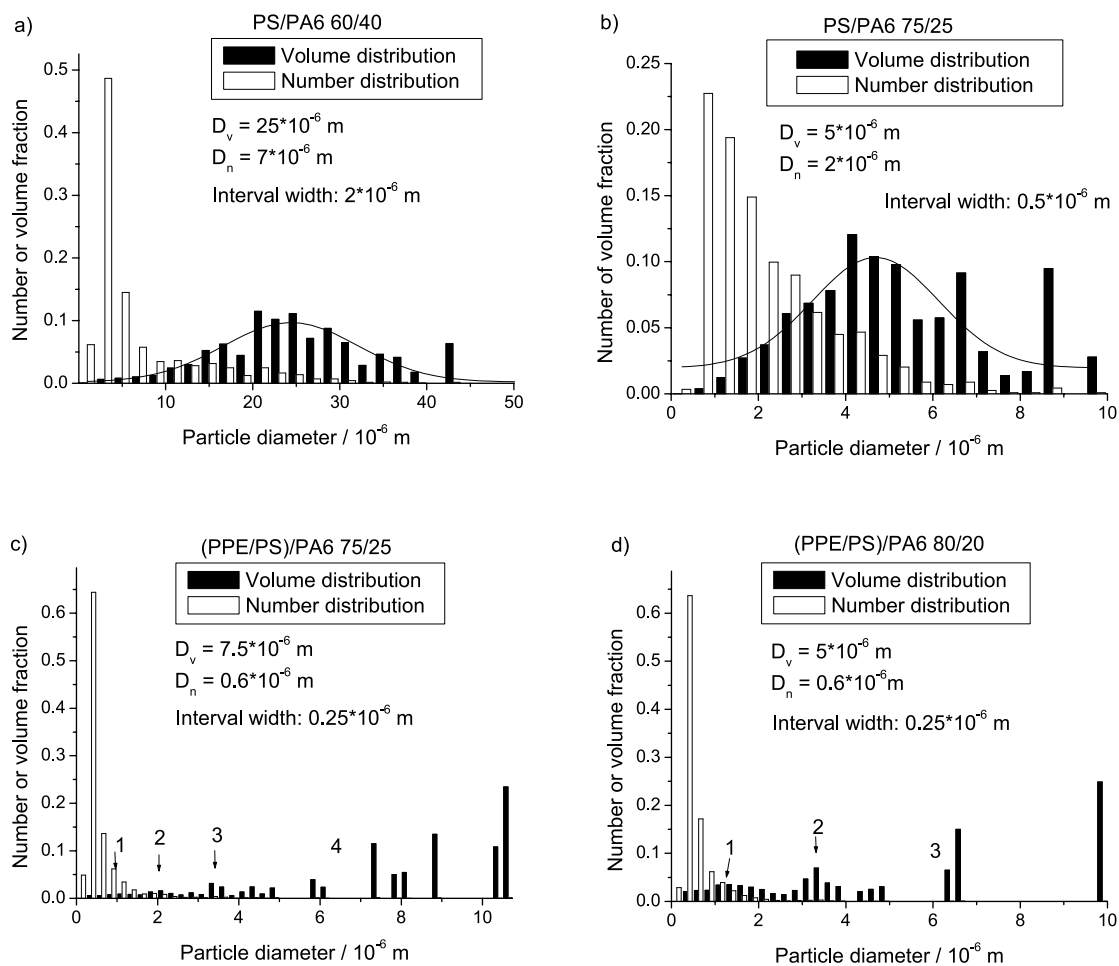 a)
PS/PA6 60/40
Volume distribution
Number distribution
D_v = 25*10^-6 m
D_n = 7*10^-6 m
Interval width: 2*10^-6 m
Number or volume fraction
0.5
0.4
0.3
0.2
0.1
0.0
10 20 30 40 50
Particle diameter / 10^-6 m
b)
PS/PA6 75/25
Volume distribution
Number distribution
D_v = 5*10^-6 m
D_n = 2*10^-6 m
Interval width: 0.5*10^-6 m
Number of volume fraction
0.25
0.20
0.15
0.10
0.05
0.00
0 2 4 6 8 10
Particle diameter / 10^-6 m
c)
(PPE/PS)/PA6 75/25
Volume distribution
Number distribution
D_v = 7.5*10^-6 m
D_n = 0.6*10^-6 m
Interval width: 0.25*10^-6 m
Number or volume fraction
0.6
0.5
0.4
0.3
0.2
0.1
0.0
1 2 3 4
0 2 4 6 8 10
Particle diameter / 10^-6 m
d)
(PPE/PS)/PA6 80/20
Volume distribution
Number distribution
D_v = 5*10^-6 m
D_n = 0.6*10^-6m
Interval width: 0.25*10^-6 m
Number or volume fraction
0.6
0.5
0.4
0.3
0.2
0.1
0.0
1 2 3
0 2 4 6 8 10
Particle diameter / 10^-6 m